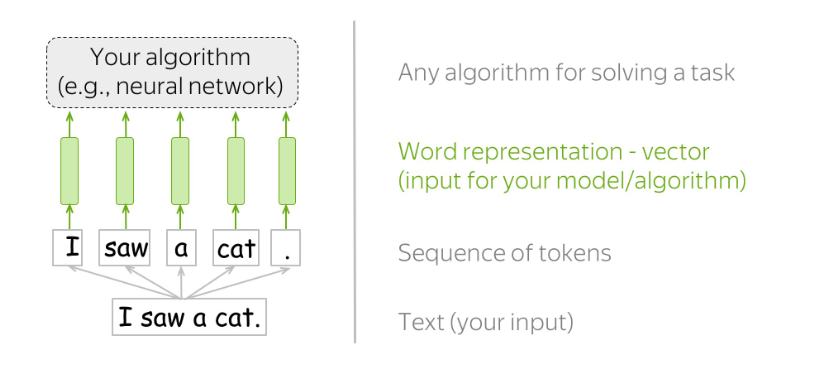 Your algorithm
(e.g., neural network)
Any algorithm for solving a task
Word representation - vector
(input for your model/algorithm)
I saw a cat .
Sequence of tokens
I saw a cat.
Text (your input)